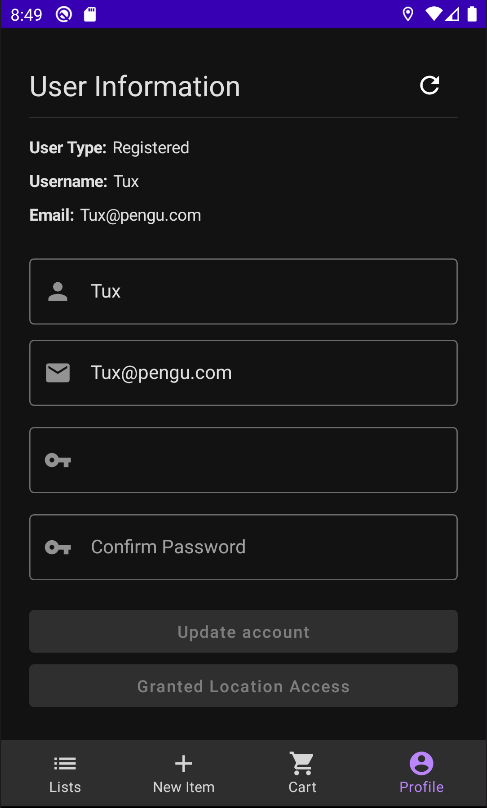 8:49
User Information
User Type: Registered
Username: Tux
Email: Tux@pengu.com
Tux
Tux@pengu.com
Confirm Password
Update account
Granted Location Access
Lists New Item Cart Profile